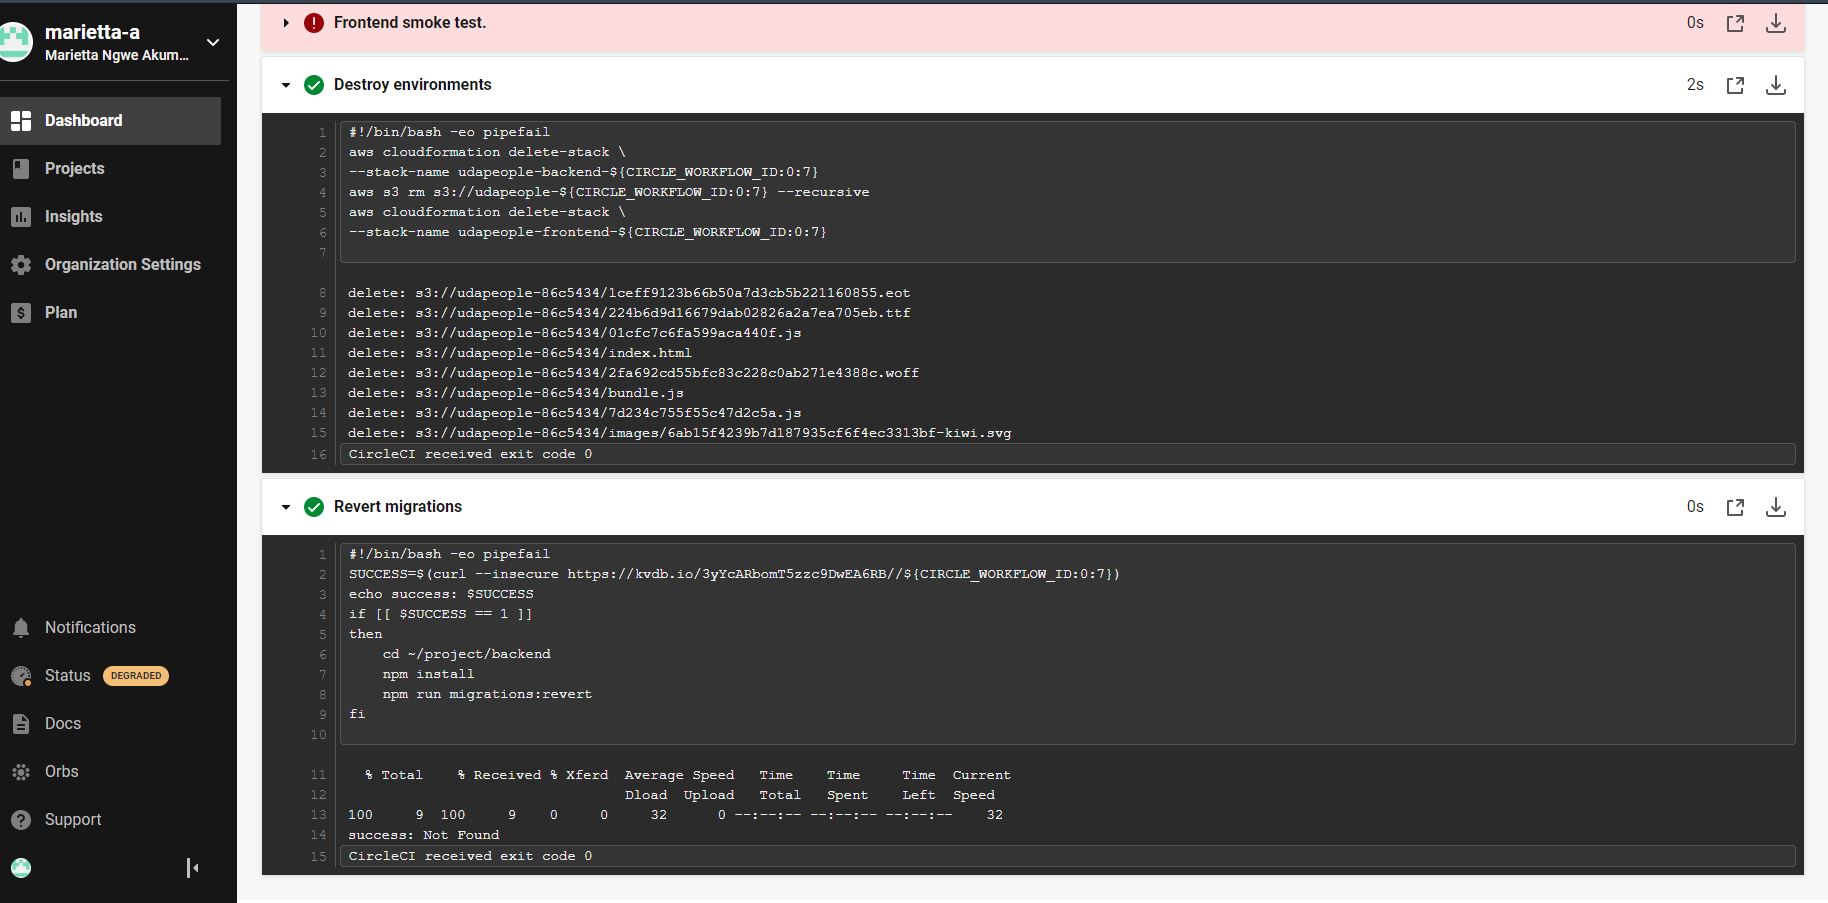 marietta-a
Marietta Ngwe Akum...
Dashboard
Projects
Insights
Organization Settings
$ Plan
Notifications
Status DEGRADED
Docs
Orbs
? Support
! Frontend smoke test. 0s
Destroy environments 2s
1 #!/bin/bash -eo pipefail
2 aws cloudformation delete-stack \
3 --stack-name udapeople-backend-${CIRCLE_WORKFLOW_ID:0:7}
4 aws s3 rm s3://udapeople-${CIRCLE_WORKFLOW_ID:0:7} --recursive
5 aws cloudformation delete-stack \
6 --stack-name udapeople-frontend-${CIRCLE_WORKFLOW_ID:0:7}
7
8 delete: s3://udapeople-86c5434/1ceff9123b66b50a7d3cb5b221160855.eot
9 delete: s3://udapeople-86c5434/224b6d9d16679dab02826a2a7ea705eb.ttf
10 delete: s3://udapeople-86c5434/01cfc7c6fa599aca440f.js
11 delete: s3://udapeople-86c5434/index.html
12 delete: s3://udapeople-86c5434/2fa692cd55bfc83c228c0ab271e4388c.woff
13 delete: s3://udapeople-86c5434/bundle.js
14 delete: s3://udapeople-86c5434/7d234c755f55c47d2c5a.js
15 delete: s3://udapeople-86c5434/images/6ab15f4239b7d187935cf6f4ec3313bf-kiwi.svg
16 CircleCI received exit code 0
Revert migrations 0s
1 #!/bin/bash -eo pipefail
2 SUCCESS=$(curl --insecure https://kvdb.io/3yYcARbomT5zzc9DwEA6RB//${CIRCLE_WORKFLOW_ID:0:7})
3 echo success: $SUCCESS
4 if [[ $SUCCESS == 1 ]]
5 then
6 cd ~/project/backend
7 npm install
8 npm run migrations:revert
9 fi
10
11 % Total % Received % Xferd Average Speed Time Time Time Current
12 Dload Upload Total Spent Left Speed
13 100 9 100 9 0 0 32 0 --:--:-- --:--:-- --:--:-- 32
14 success: Not Found
15 CircleCI received exit code 0